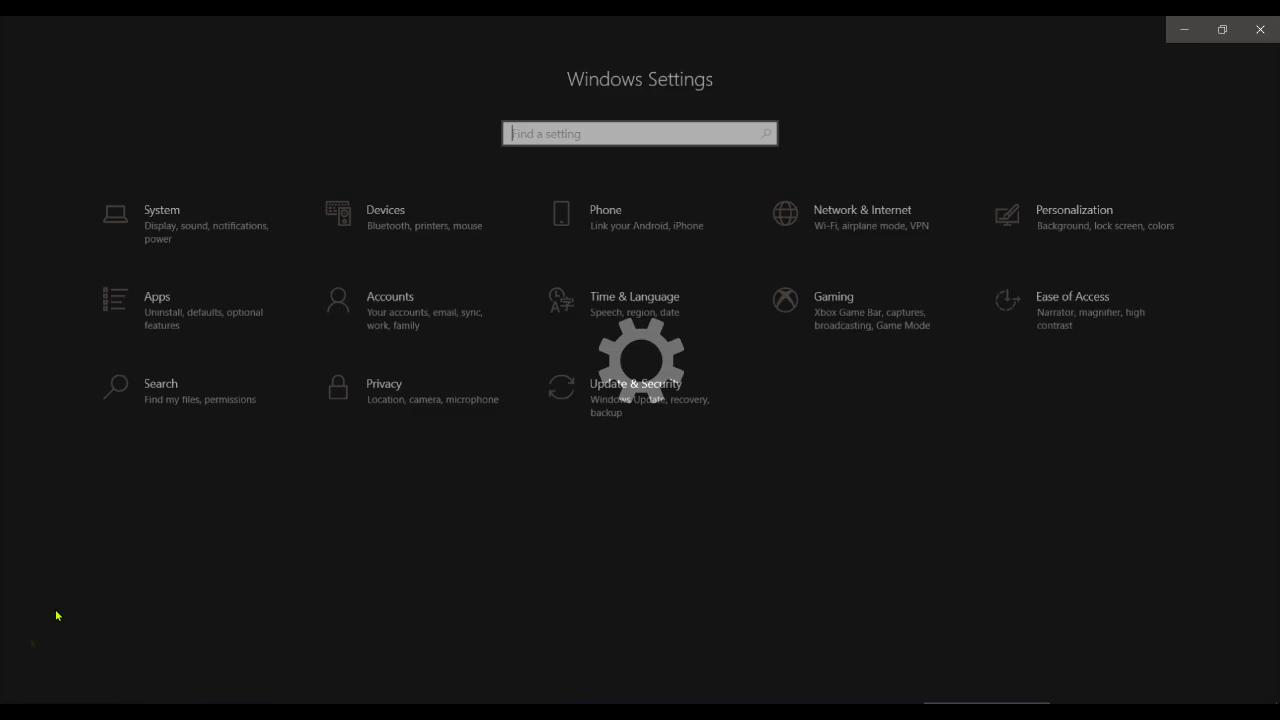 Windows Settings
Find a setting
System
Display, sound, notifications,
power
Devices
Bluetooth, printers, mouse
Phone
Link your Android, iPhone
Network & Internet
Wi-Fi, airplane mode, VPN
Personalization
Background, lock screen, colors
Apps
Uninstall, defaults, optional
features
Accounts
Your accounts, email, sync,
work, family
Time & Language
Speech, region, date
Gaming
Xbox Game Bar, captures,
broadcasting, Game Mode
Ease of Access
Narrator, magnifier, high
contrast
Search
Find my files, permissions
Privacy
Location, camera, microphone
Update & Security
Windows Update, recovery,
backup